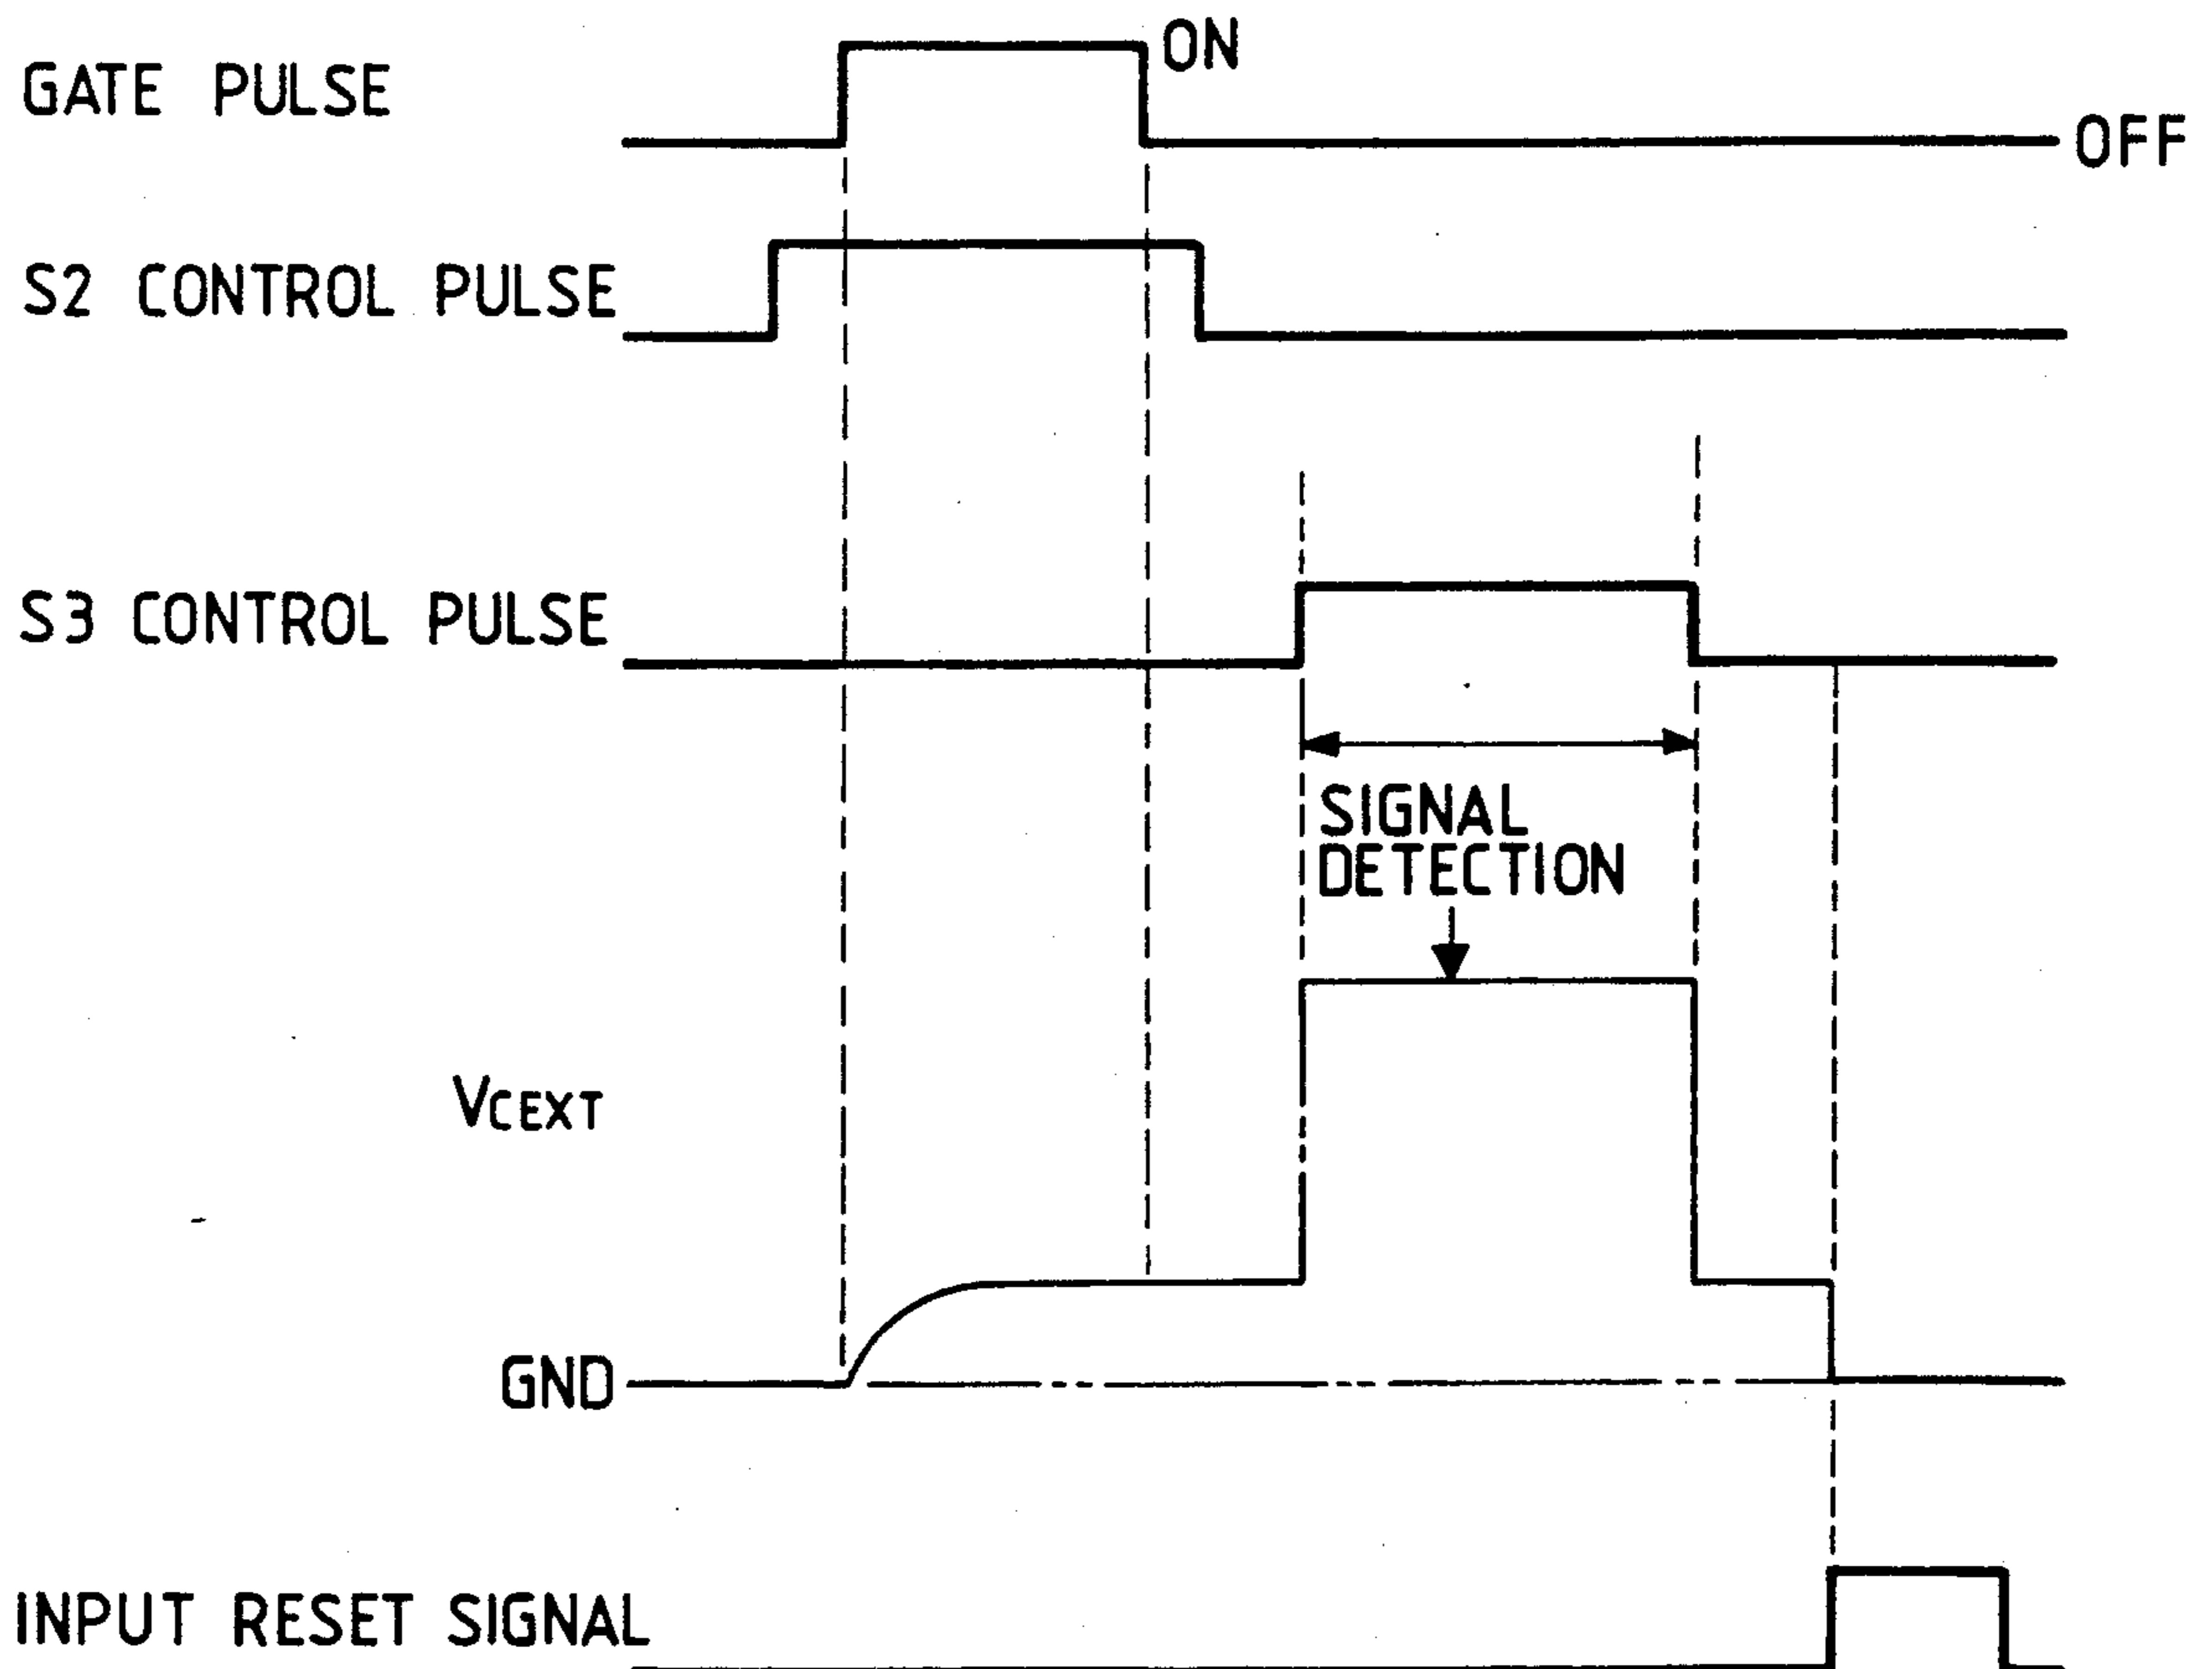 ON
GATE PULSE
OFF
S2 CONTROL PULSE
S3 CONTROL PULSE
SIGNAL
DETECTION
VCEXT
GND
INPUT RESET SIGNAL